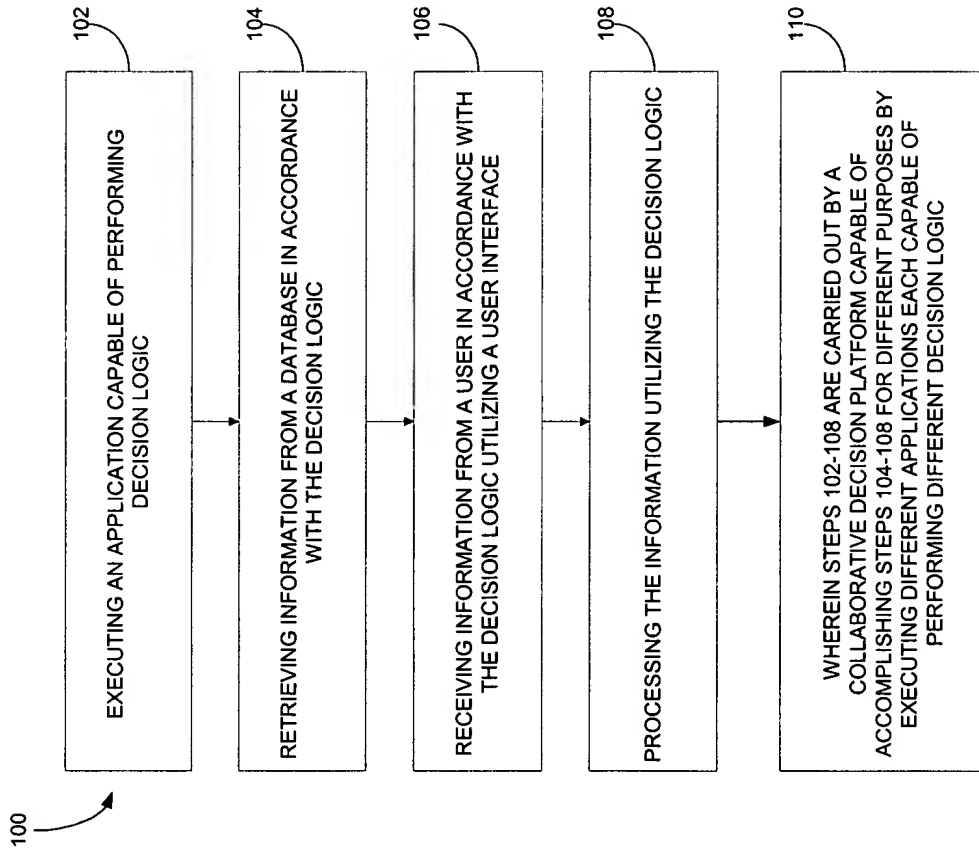 100
102
EXECUTING AN APPLICATION CAPABLE OF PERFORMING
DECISION LOGIC
104
RETRIEVING INFORMATION FROM A DATABASE IN ACCORDANCE
WITH THE DECISION LOGIC
106
RECEIVING INFORMATION FROM A USER IN ACCORDANCE WITH
THE DECISION LOGIC UTILIZING A USER INTERFACE
108
PROCESSING THE INFORMATION UTILIZING THE DECISION LOGIC
110
WHEREIN STEPS 102-108 ARE CARRIED OUT BY A
COLLABORATIVE DECISION PLATFORM CAPABLE OF
ACCOMPLISHING STEPS 104-108 FOR DIFFERENT PURPOSES BY
EXECUTING DIFFERENT APPLICATIONS EACH CAPABLE OF
PERFORMING DIFFERENT DECISION LOGIC